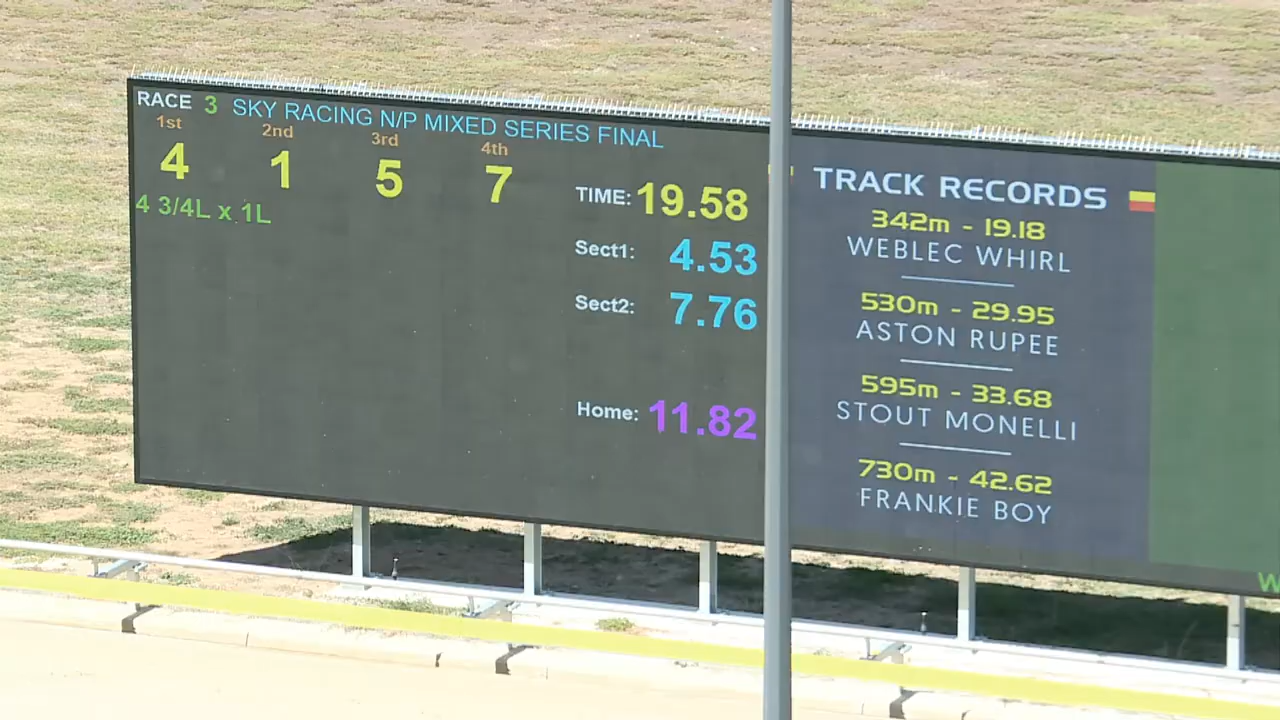 RACE 3 SKY RACING N/P MIXED SERIES FINAL
1st 2nd 3rd 4th
4 1 5 7
4 3/4L x 1L
TIME: 19.58
Sect1: 4.53
Sect2: 7.76
Home: 11.82
TRACK RECORDS
342m - 19.18
WEBLEC WHIRL
530m - 29.95
ASTON RUPEE
595m - 33.68
STOUT MONELLI
730m - 42.62
FRANKIE BOY